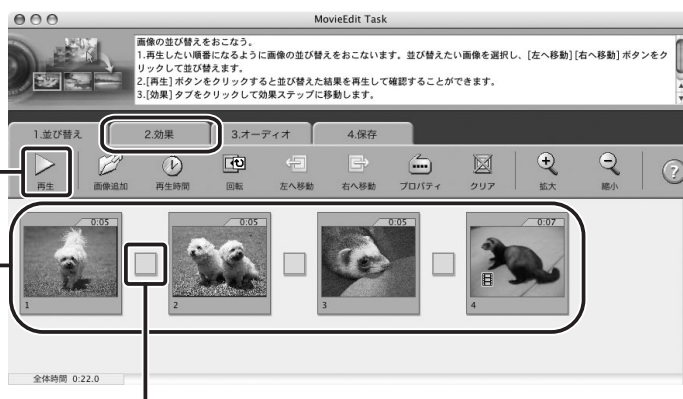 MovieEdit Task
画像の並び替えをおこなう。
1.再生したい順番になるように画像の並び替えをおこないます。並び替えたい画像を選択し、[左へ移動] [右へ移動] ボタンをク
リックして並び替えます。
2.[再生] ボタンをクリックすると並び替えた結果を再生して確認することができます。
3.[効果] タブをクリックして効果ステップに移動します。
1.並び替え 2.効果 3.オーディオ 4.保存
再生 画像追加 再生時間 回転 左へ移動 右へ移動 プロパティ クリア 拡大 縮小 ?
0:05 0:05 0:05 0:07
1 2 3 4
全体時間 0:22.0